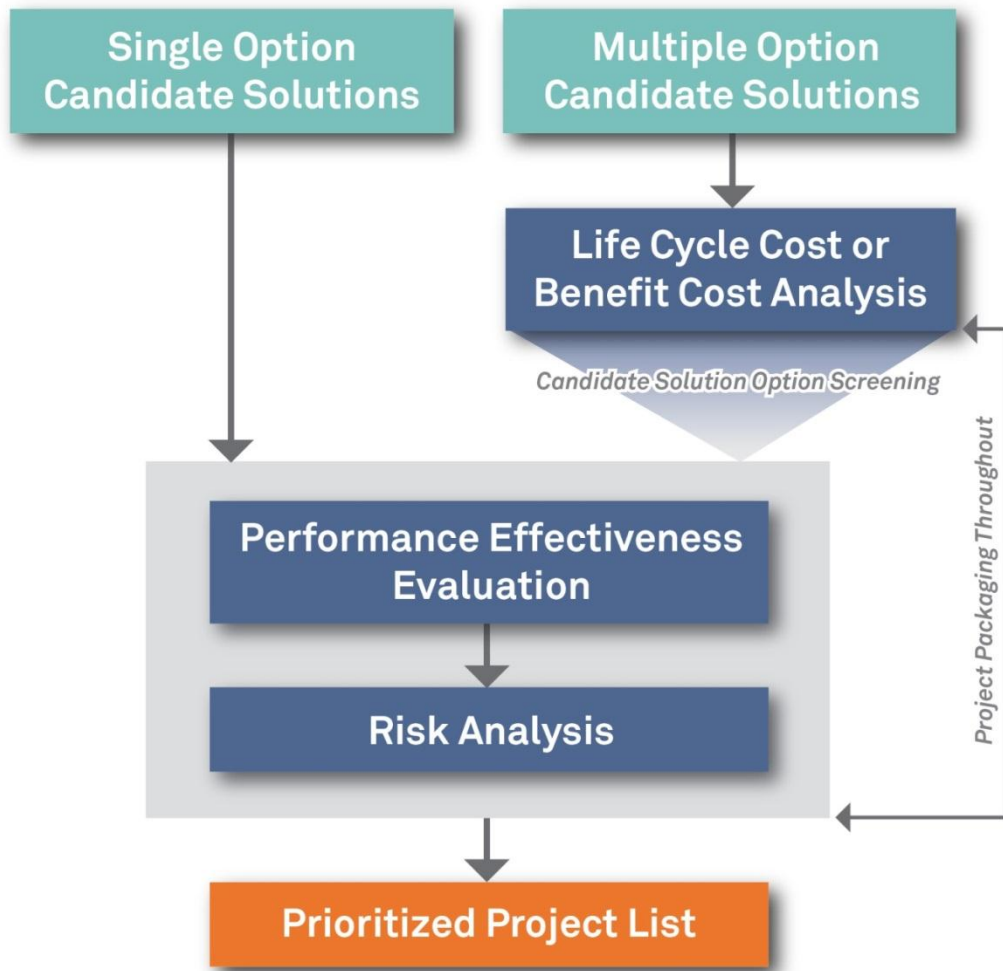 Single Option
Candidate Solutions
Multiple Option
Candidate Solutions
Life Cycle Cost or
Benefit Cost Analysis
Candidate Solution Option Screening
Project Packaging Throughout
Performance Effectiveness
Evaluation
Risk Analysis
Prioritized Project List